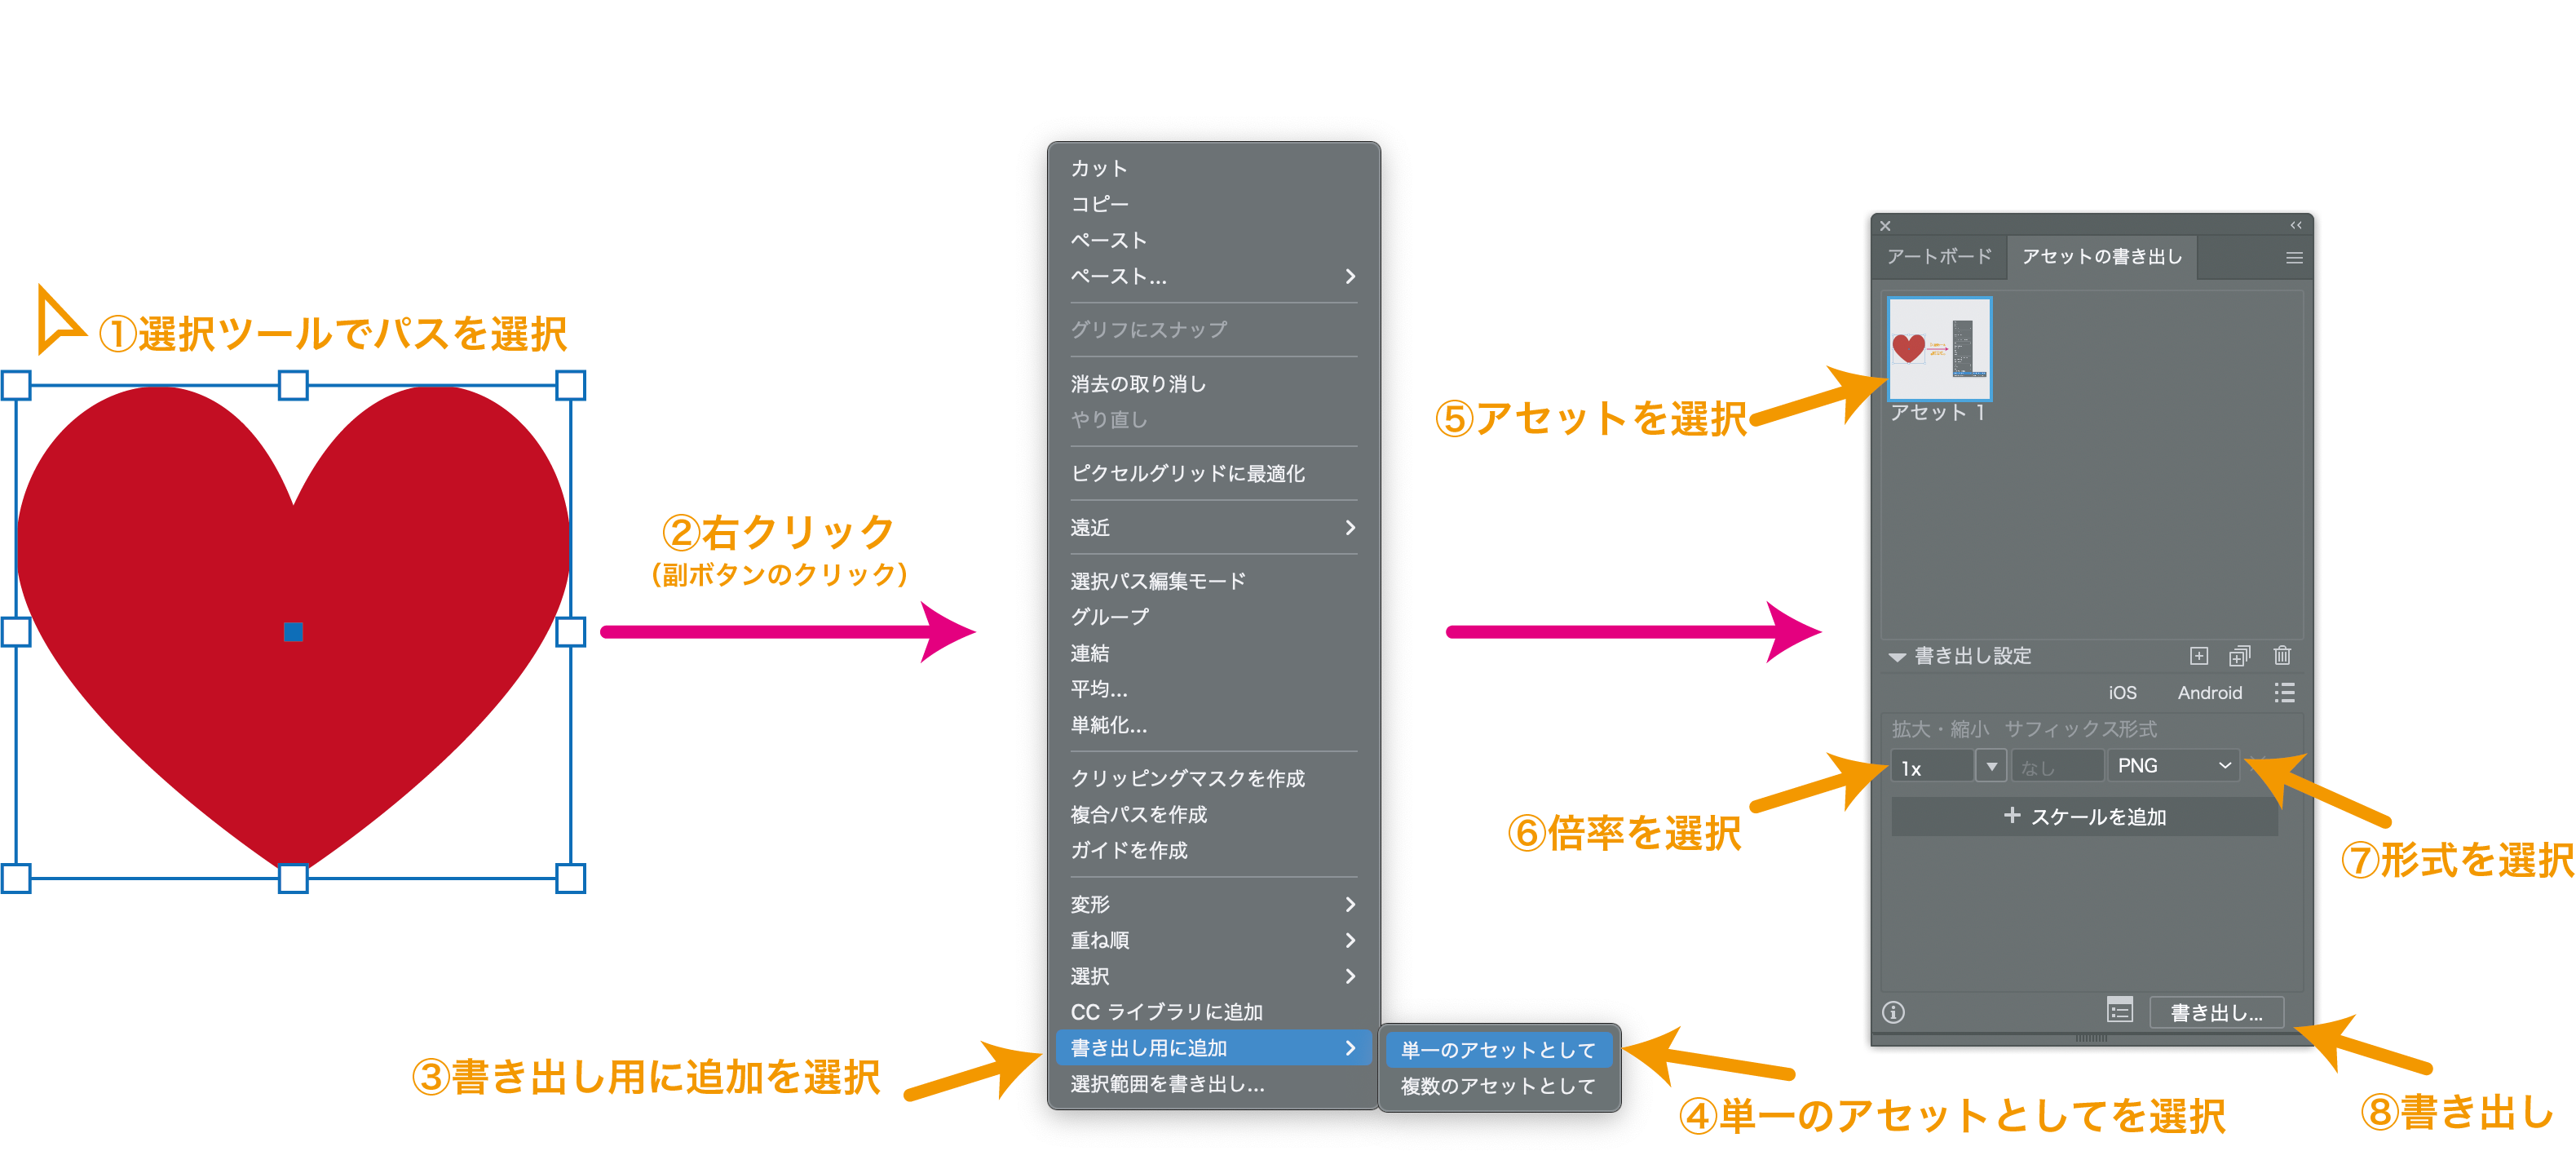 ①選択ツールでパスを選択
②右クリック
（副ボタンのクリック）
カット
コピー
ペースト
ペースト...
グリフにスナップ
消去の取り消し
やり直し
ピクセルグリッドに最適化
遠近
選択パス編集モード
グループ
連結
平均...
単純化...
クリッピングマスクを作成
複合パスを作成
ガイドを作成
変形
重ね順
選択
CC ライブラリに追加
書き出し用に追加
選択範囲を書き出し...
③書き出し用に追加を選択
単一のアセットとして
複数のアセットとして
④単一のアセットとしてを選択
アートボード アセットの書き出し
アセット 1
⑤アセットを選択
書き出し設定
iOS Android
拡大・縮小 サフィックス 形式
1x なし PNG
＋ スケールを追加
⑥倍率を選択
⑦形式を選択
書き出し...
⑧書き出し